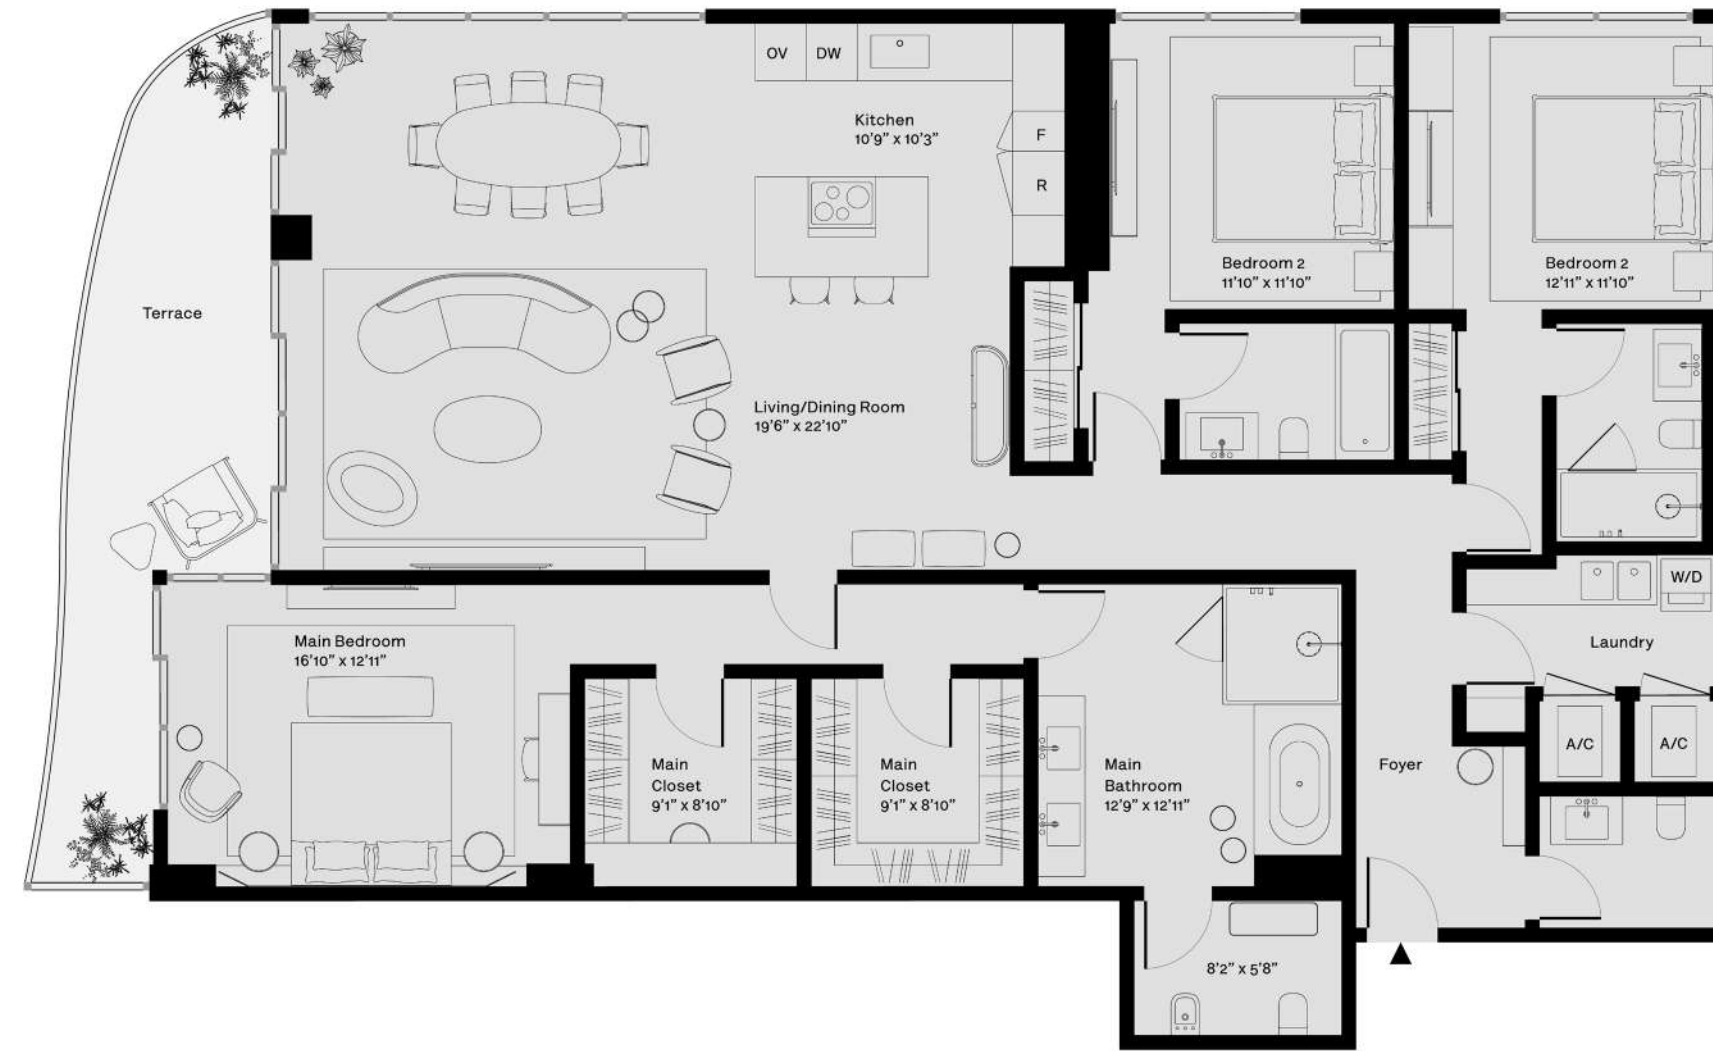 OV
DW
Kitchen
10’9” x 10’3”
F
R
Bedroom 2
11’10” x 11’10”
Bedroom 2
12’11” x 11’10”
Terrace
Living/Dining Room
19’6” x 22’10”
W/D
Laundry
Main Bedroom
16’10” x 12’11”
Main
Closet
9’1” x 8’10”
Main
Closet
9’1” x 8’10”
Main
Bathroom
12’9” x 12’11”
Foyer
A/C
A/C
8’2” x 5’8”